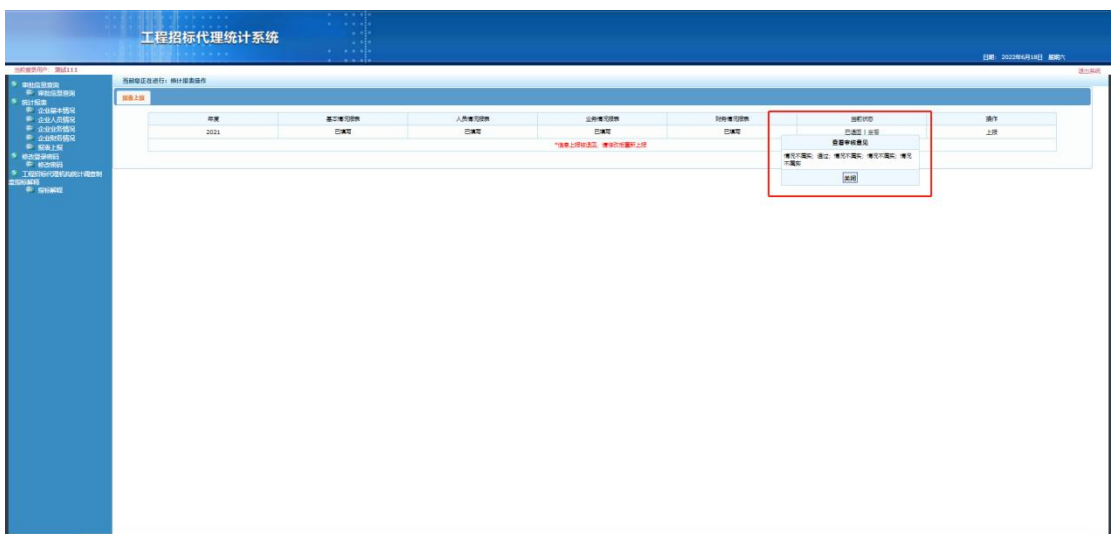 工程招标代理统计系统
日期: 2022年6月18日 星期六
当前登录用户: 测试111
退出系统
审批信息查询
审批信息查询
统计报表
企业基本情况
企业人员情况
企业业务情况
企业财务情况
报表上报
修改登录密码
修改密码
工程招标代理机构统计调查制
度指标解释
指标解释
当前您正在进行: 统计报表操作
报表上报
年度 基本情况报表 人员情况报表 业务情况报表 财务情况报表 当前状态 操作
2021 已填写 已填写 已填写 已填写 已退回 | 查看 上报
*信息上报被退回, 请修改后重新上报
查看审核意见
情况不属实; 通过; 情况不属实; 情况不属实; 情况
不属实
关闭